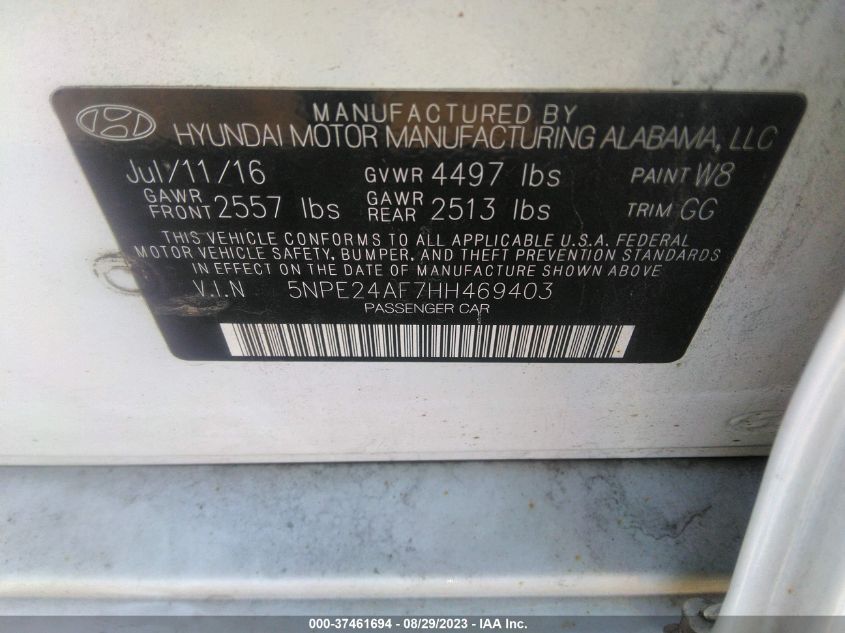 MANUFACTURED BY
HYUNDAI MOTOR MANUFACTURING ALABAMA, LLC
Jul/11/16 GVWR 4497 lbs PAINT W8
GAWR FRONT 2557 lbs GAWR REAR 2513 lbs TRIM GG
THIS VEHICLE CONFORMS TO ALL APPLICABLE U.S.A. FEDERAL
MOTOR VEHICLE SAFETY, BUMPER, AND THEFT PREVENTION STANDARDS
IN EFFECT ON THE DATE OF MANUFACTURE SHOWN ABOVE
V.I.N 5NPE24AF7HH469403
PASSENGER CAR
000-37461694 - 08/29/2023 - IAA Inc.